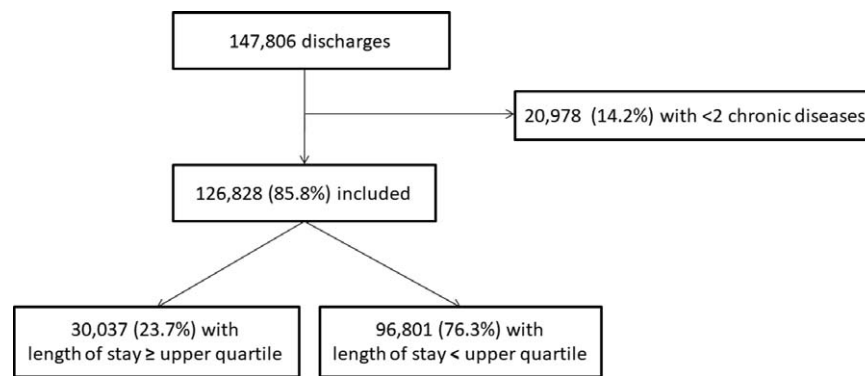 147,806 discharges
20,978 (14.2%) with <2 chronic diseases
126,828 (85.8%) included
30,037 (23.7%) with
length of stay ≥ upper quartile
96,801 (76.3%) with
length of stay < upper quartile